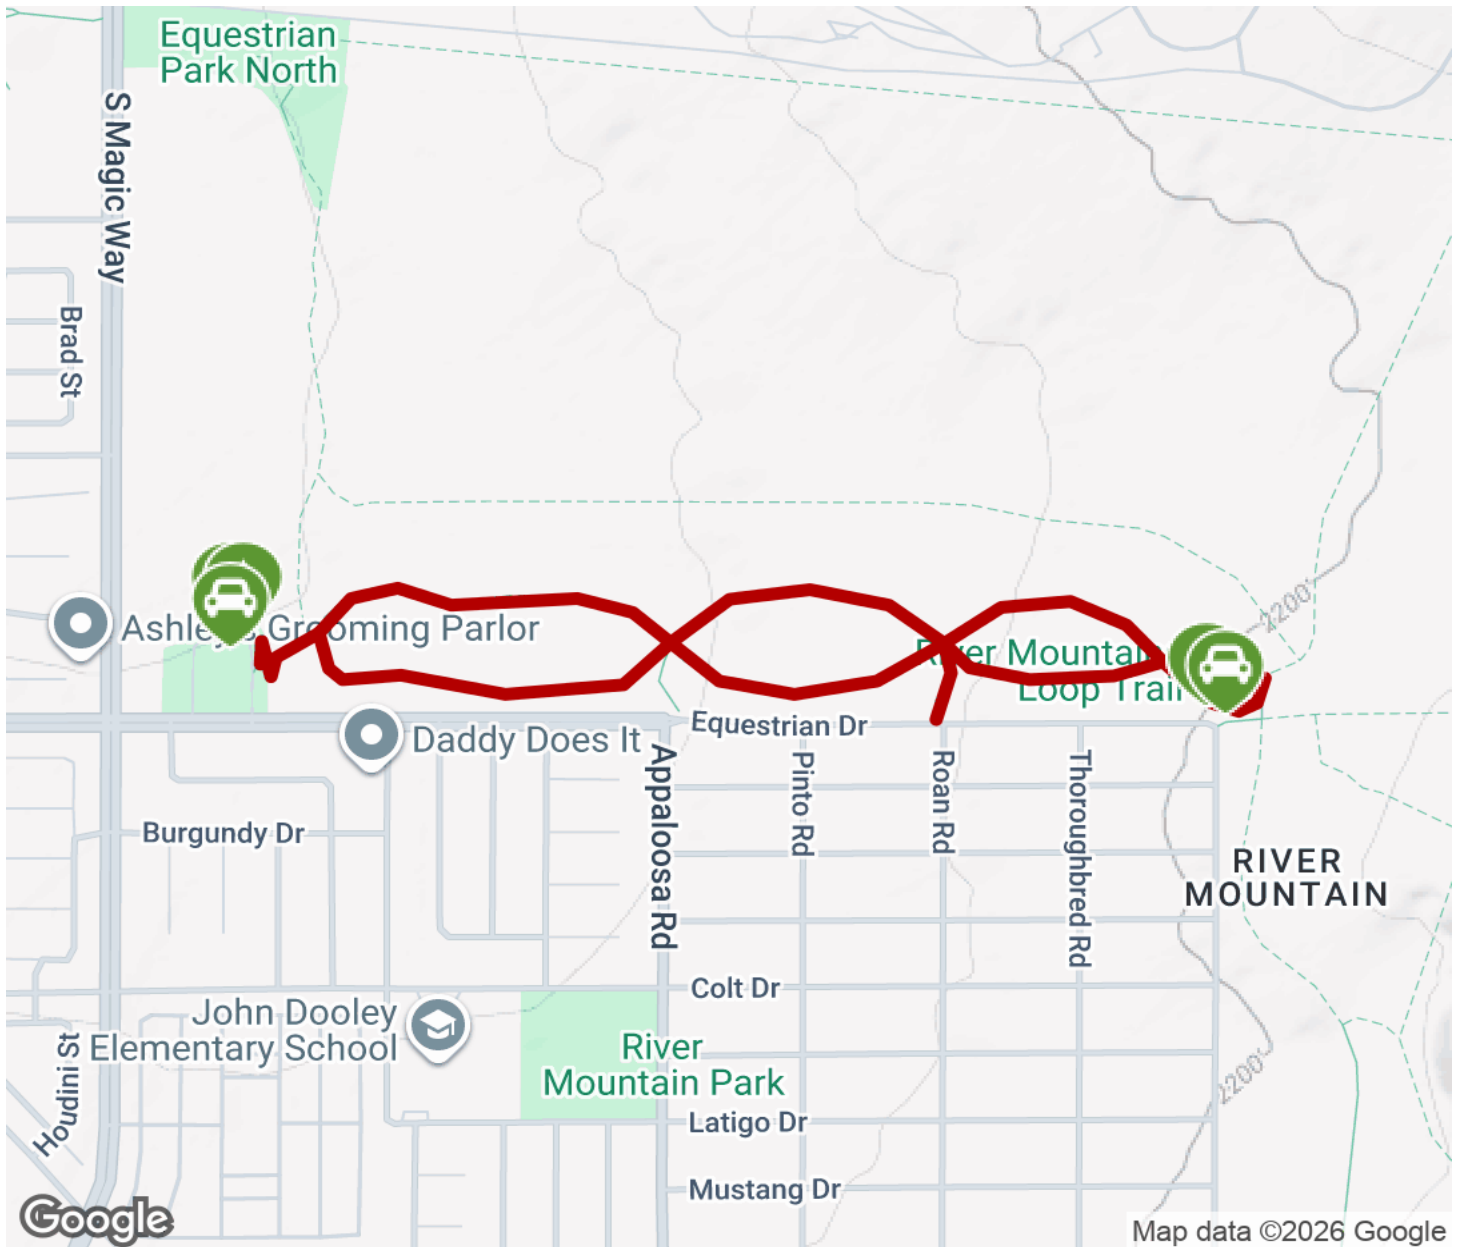 Equestrian
Park North
S Magic Way
Brad St
2200'
Ashley's Grooming Parlor
River Mountain
Loop Trail
Equestrian Dr
Daddy Does It
Appaloosa Rd
Pinto Rd
Roan Rd
Thoroughbred Rd
Burgundy Dr
RIVER
MOUNTAIN
Colt Dr
John Dooley
Elementary School
River
Mountain Park
Houdini St
2200'
Latigo Dr
Mustang Dr
Google
Map data ©2026 Google